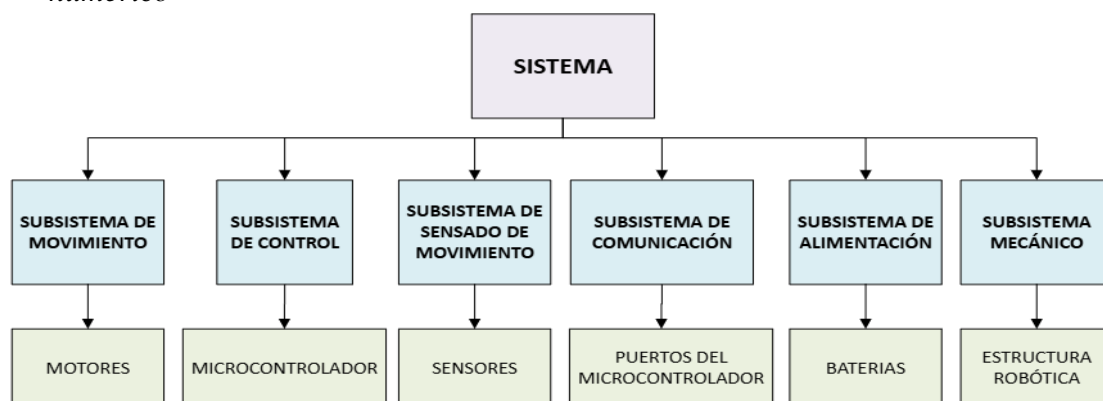 SISTEMA
SUBSISTEMA DE
MOVIMIENTO
SUBSISTEMA
DE CONTROL
SUBSISTEMA DE
SENSADO DE
MOVIMIENTO
SUBSISTEMA DE
COMUNICACIÓN
SUBSISTEMA DE
ALIMENTACIÓN
SUBSISTEMA
MECÁNICO
MOTORES
MICROCONTROLADOR
SENSORES
PUERTOS DEL
MICROCONTROLADOR
BATERIAS
ESTRUCTURA
ROBÓTICA